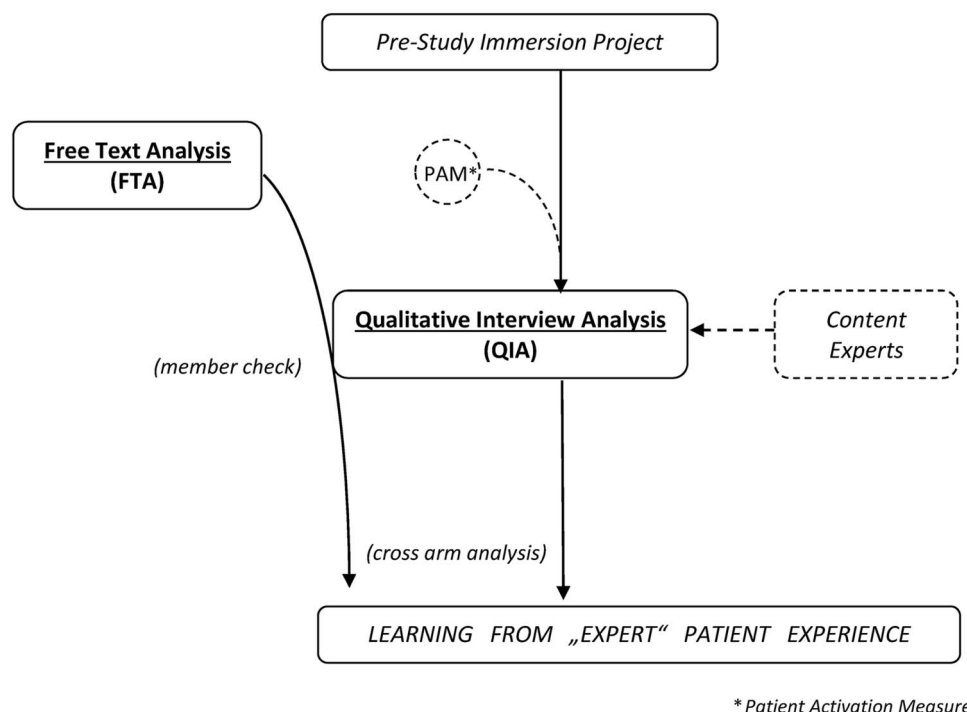 Pre-Study Immersion Project
Free Text Analysis
(FTA)
PAM*
Qualitative Interview Analysis
(QIA)
Content
Experts
(member check)
(cross arm analysis)
LEARNING FROM „EXPERT“ PATIENT EXPERIENCE
*Patient Activation Measure